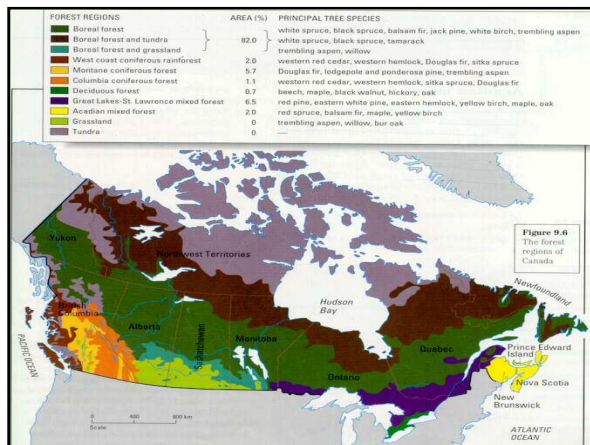 FOREST REGIONS AREA (%) PRINCIPAL TREE SPECIES
Boreal forest white spruce, black spruce, balsam fir, jack pine, white birch, trembling aspen
Boreal forest and tundra 82.0 white spruce, black spruce, tamarack
Boreal forest and grassland trembling aspen, willow
West coast coniferous rainforest 2.0 western red cedar, western hemlock, Douglas fir, sitka spruce
Montane coniferous forest 5.7 Douglas fir, lodgepole and ponderosa pine, trembling aspen
Columbia coniferous forest 1.1 western red cedar, western hemlock, sitka spruce, Douglas fir
Deciduous forest 0.7 beech, maple, black walnut, hickory, oak
Great Lakes-St. Lawrence mixed forest 6.5 red pine, eastern white pine, eastern hemlock, yellow birch, maple, oak
Acadian mixed forest 2.0 red spruce, balsam fir, maple, yellow birch
Grassland 0 trembling aspen, willow, bur oak
Tundra 0 —
Figure 9.6
The forest
regions of
Canada
Yukon
Northwest Territories
British
Columbia
Alberta
Saskatchewan
Manitoba
Hudson
Bay
Ontario
Quebec
Newfoundland
Prince Edward
Island
Nova Scotia
New
Brunswick
PACIFIC OCEAN
ATLANTIC
OCEAN
0 400 800 km
Scale